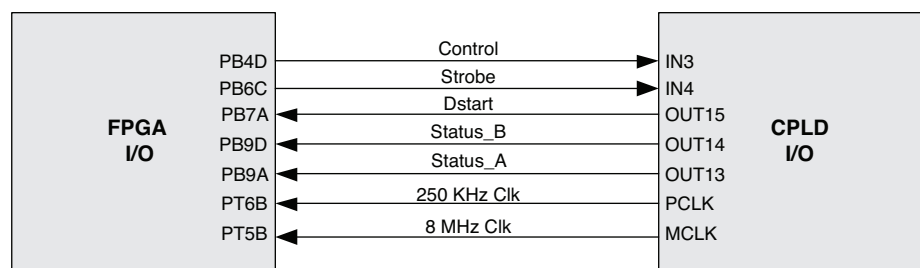 PB4D Control IN3
PB6C Strobe IN4
PB7A Dstart OUT15
FPGA
I/O
CPLD
I/O
PB9D Status_B OUT14
PB9A Status_A OUT13
PT6B 250 KHz Clk PCLK
PT5B 8 MHz Clk MCLK